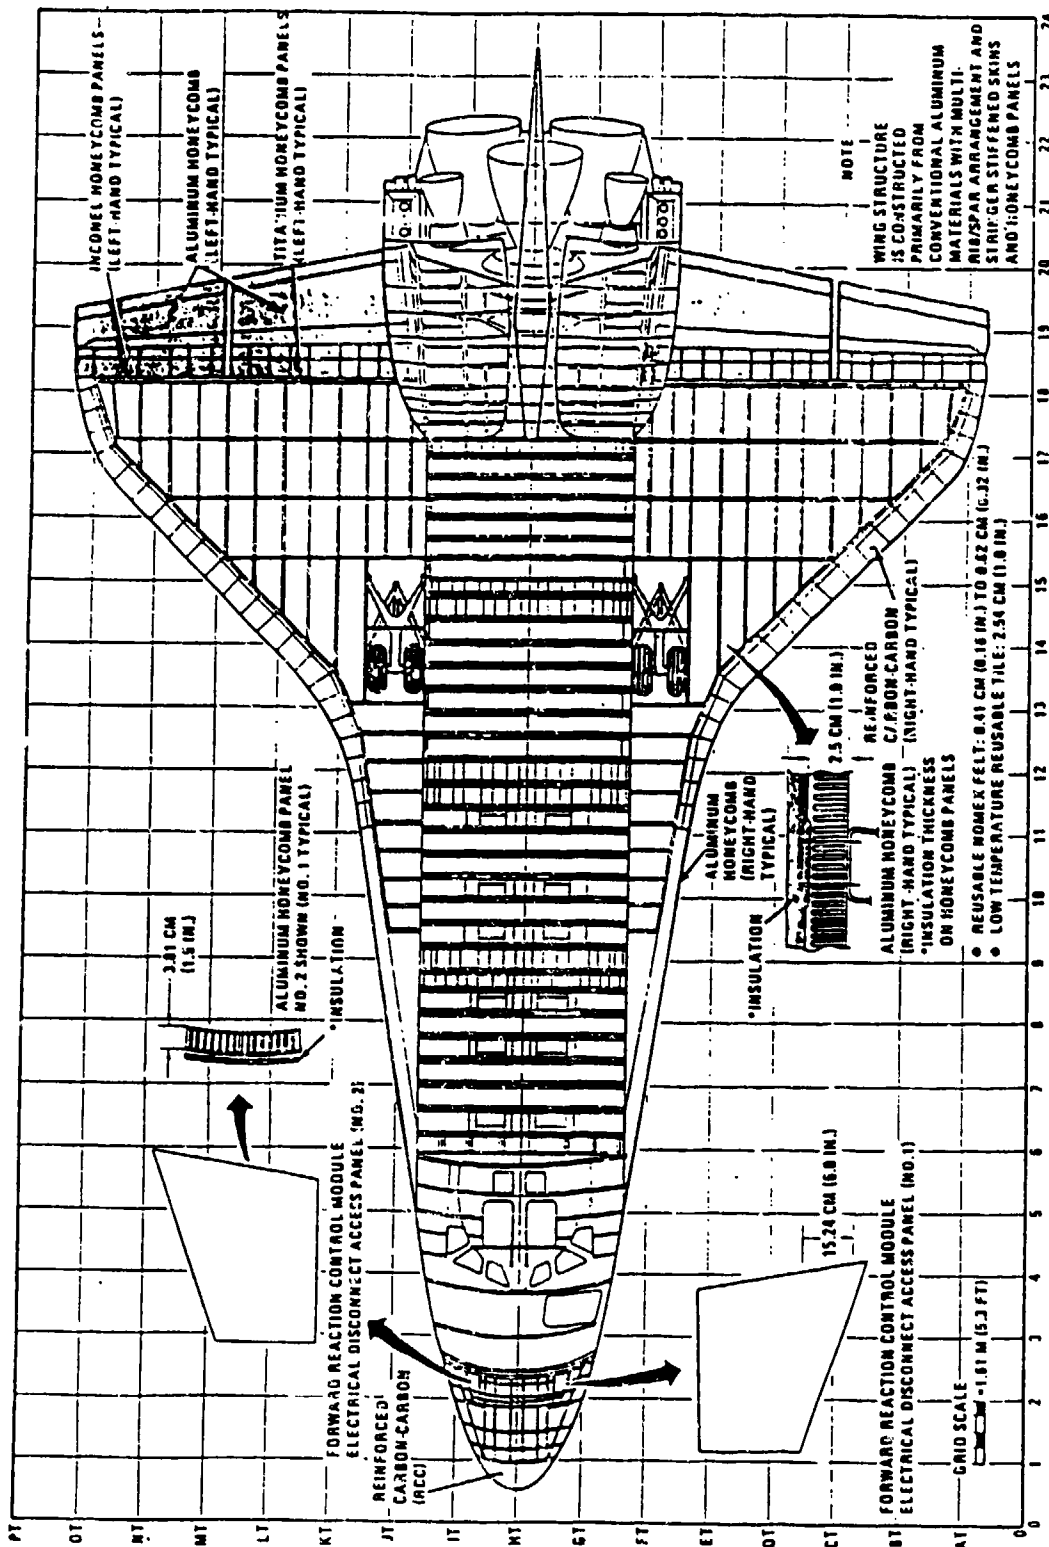 INCONEL HONEYCOMB PANELS
(LEFT-HAND TYPICAL)
ALUMINUM HONEYCOMB
(LEFT-HAND TYPICAL)
HONEYCOMB PANELS
(LEFT-HAND TYPICAL)
NOTE
WING STRUCTURE
IS CONSTRUCTED
PRIMARILY FROM
CONVENTIONAL ALUMINUM
MATERIALS WITH MULTI-
RIB/SPAR ARRANGEMENT AND
STRINGER STIFFENED SKINS
AND HONEYCOMB PANELS
3.81 CM
(1.5 IN.)
ALUMINUM HONEYCOMB PANEL
NO. 2 SHOWN (NO. 1 TYPICAL)
*INSULATION
FORWARD REACTION CONTROL MODULE
ELECTRICAL DISCONNECT ACCESS PANEL (NO. 2)
REINFORCED
CARBON-CARBON
(RCC)
ALUMINUM
HONEYCOMB
(RIGHT-HAND
TYPICAL)
*INSULATION
2.5 CM (1.0 IN.)
REINFORCED
CARBON-CARBON
(RIGHT-HAND TYPICAL)
ALUMINUM HONEYCOMB
(RIGHT-HAND TYPICAL)
*INSULATION THICKNESS
ON HONEYCOMB PANELS
● REUSABLE NOMEX FELT: 0.41 CM (0.16 IN.) TO 0.82 CM (0.32 IN.)
● LOW TEMPERATURE REUSABLE TILE: 2.54 CM (1.0 IN.)
15.24 CM (6.0 IN.)
FORWARD REACTION CONTROL MODULE
ELECTRICAL DISCONNECT ACCESS PANEL (NO. 1)
GRID SCALE
=1.61 M (5.3 FT)
PT
OT
NT
MT
LT
KT
JT
IT
HT
GT
FT
ET
DT
CT
BT
AT
0
0 1 2 3 4 5 6 7 8 9 10 11 12 13 14 15 16 17 18 19 20 21 22 23 24